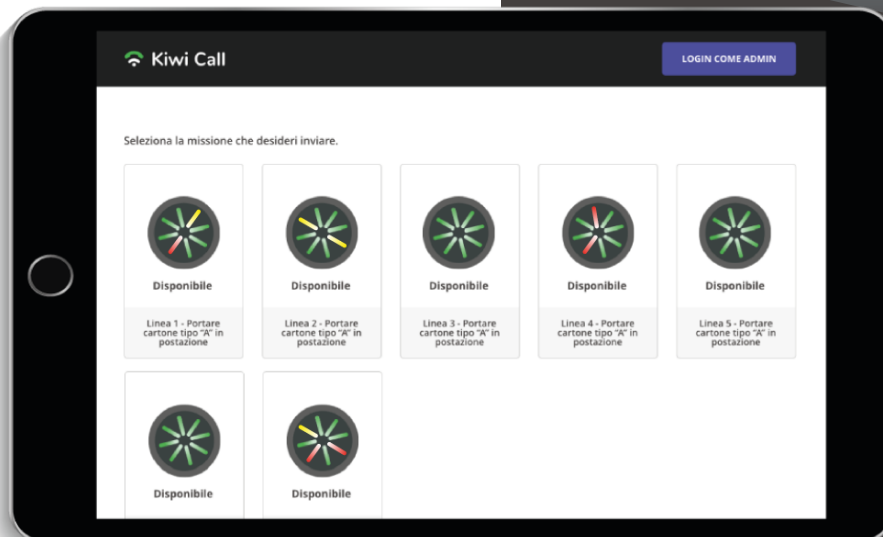 Kiwi Call
LOGIN COME ADMIN
Seleziona la missione che desideri inviare.
Disponibile
Linea 1 - Portare
cartone tipo "A" in
postazione
Disponibile
Linea 2 - Portare
cartone tipo "A" in
postazione
Disponibile
Linea 3 - Portare
cartone tipo "A" in
postazione
Disponibile
Linea 4 - Portare
cartone tipo "A" in
postazione
Disponibile
Linea 5 - Portare
cartone tipo "A" in
postazione
Disponibile
Disponibile